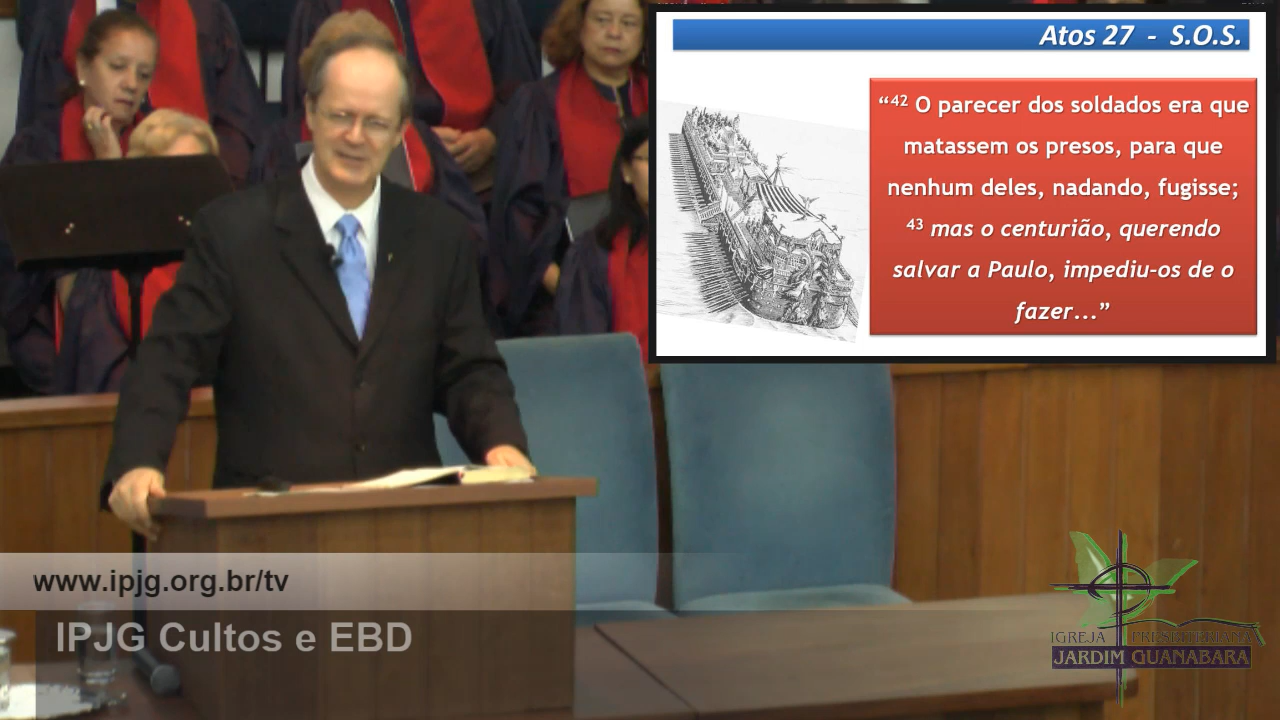 Atos 27 - S.O.S.
“42 O parecer dos soldados era que
matassem os presos, para que
nenhum deles, nadando, fugisse;
43 mas o centurião, querendo
salvar a Paulo, impediu-os de o
fazer...”
www.ipjg.org.br/tv
IPJG Cultos e EBD
IGREJA PRESBITERIANA
JARDIM GUANABARA